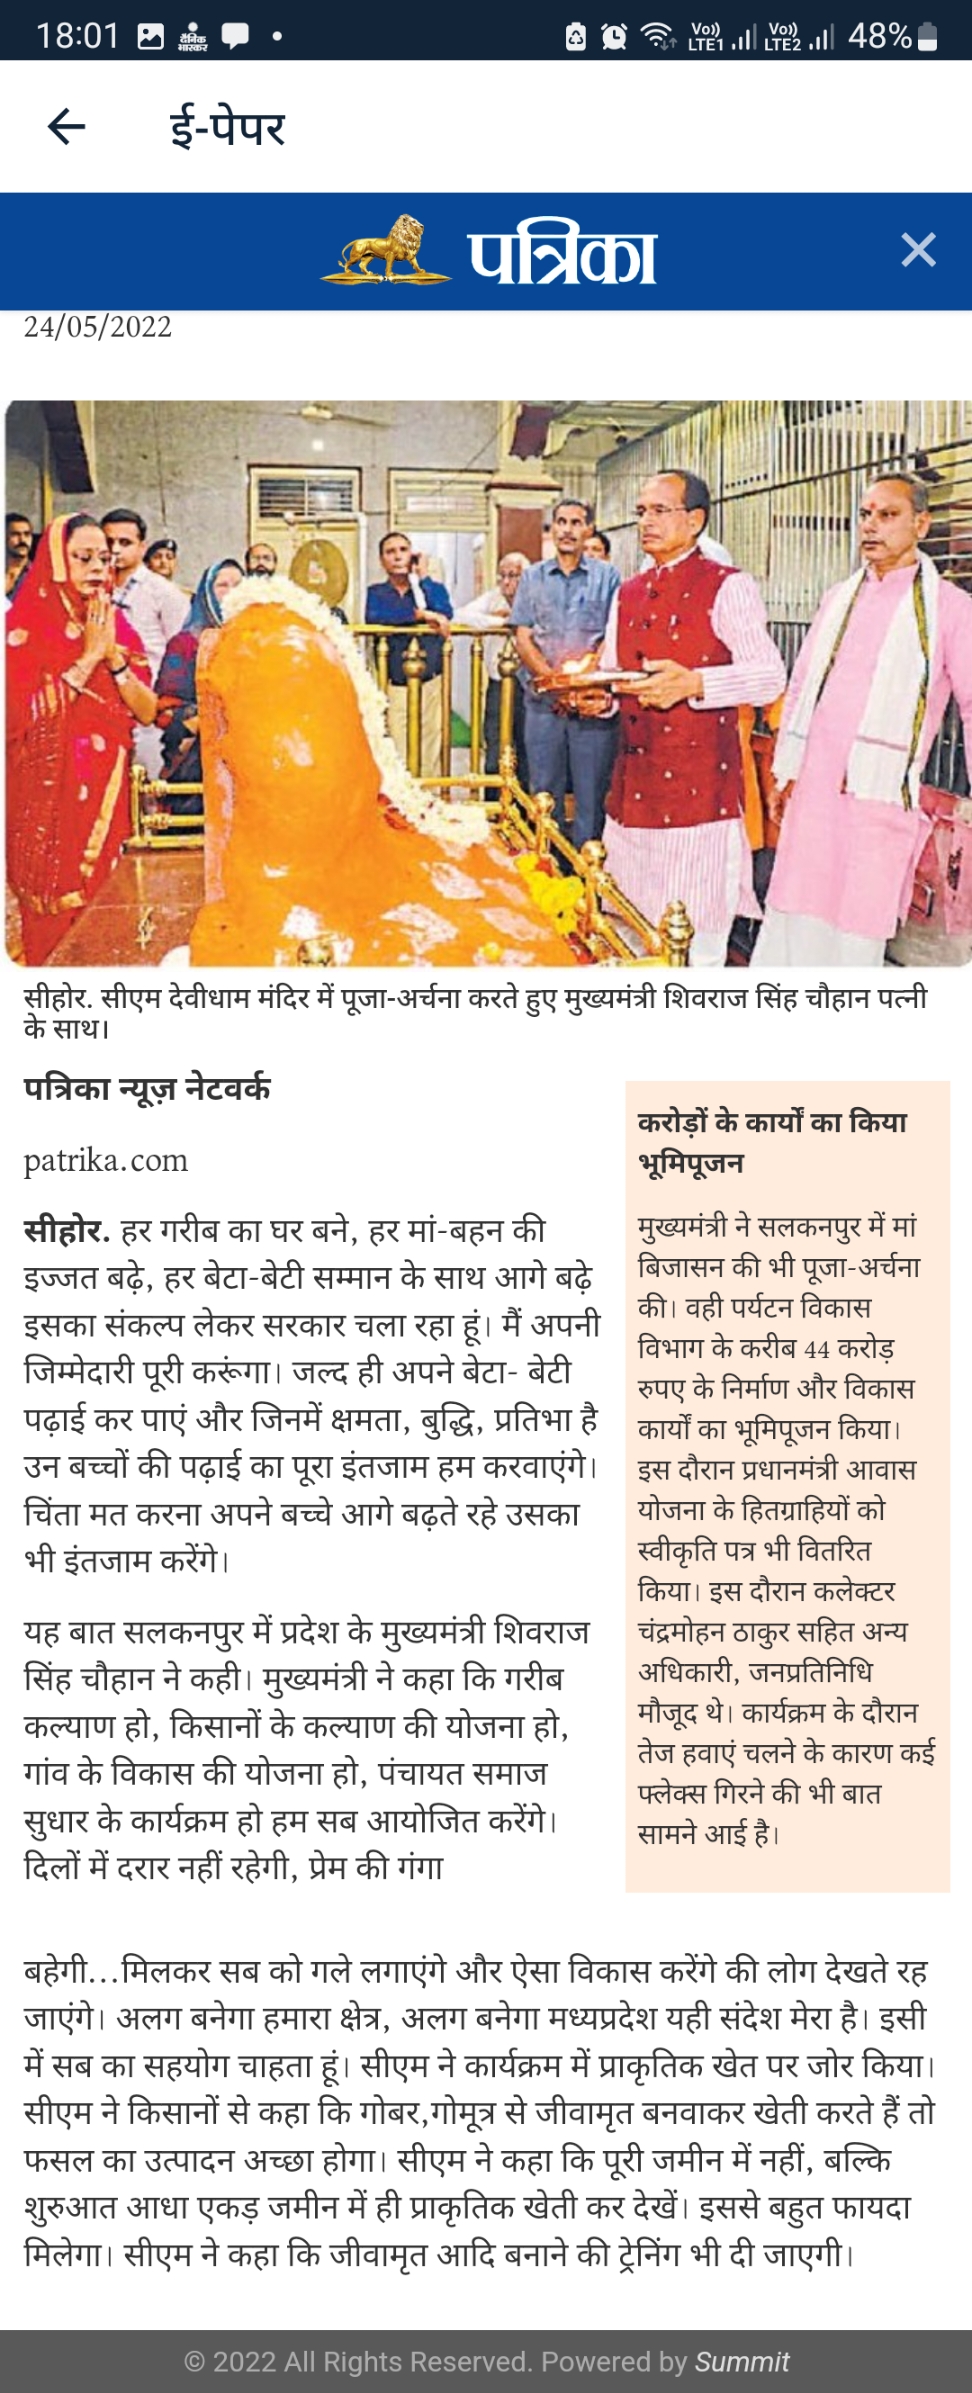 18:01
दैनिक
भास्कर
Vo)) LTE1 Vo)) LTE2 48%
ई-पेपर
पत्रिका
24/05/2022
सीहोर. सीएम देवीधाम मंदिर में पूजा-अर्चना करते हुए मुख्यमंत्री शिवराज सिंह चौहान पत्नी
के साथ।
पत्रिका न्यूज़ नेटवर्क
patrika.com
सीहोर. हर गरीब का घर बने, हर मां-बहन की
इज्जत बढ़े, हर बेटा-बेटी सम्मान के साथ आगे बढ़े
इसका संकल्प लेकर सरकार चला रहा हूं। मैं अपनी
जिम्मेदारी पूरी करूंगा। जल्द ही अपने बेटा- बेटी
पढ़ाई कर पाएं और जिनमें क्षमता, बुद्धि, प्रतिभा है
उन बच्चों की पढ़ाई का पूरा इंतजाम हम करवाएंगे।
चिंता मत करना अपने बच्चे आगे बढ़ते रहे उसका
भी इंतजाम करेंगे।
यह बात सलकनपुर में प्रदेश के मुख्यमंत्री शिवराज
सिंह चौहान ने कही। मुख्यमंत्री ने कहा कि गरीब
कल्याण हो, किसानों के कल्याण की योजना हो,
गांव के विकास की योजना हो, पंचायत समाज
सुधार के कार्यक्रम हो हम सब आयोजित करेंगे।
दिलों में दरार नहीं रहेगी, प्रेम की गंगा
करोड़ों के कार्यों का किया
भूमिपूजन
मुख्यमंत्री ने सलकनपुर में मां
बिजासन की भी पूजा-अर्चना
की। वही पर्यटन विकास
विभाग के करीब 44 करोड़
रुपए के निर्माण और विकास
कार्यों का भूमिपूजन किया।
इस दौरान प्रधानमंत्री आवास
योजना के हितग्राहियों को
स्वीकृति पत्र भी वितरित
किया। इस दौरान कलेक्टर
चंद्रमोहन ठाकुर सहित अन्य
अधिकारी, जनप्रतिनिधि
मौजूद थे। कार्यक्रम के दौरान
तेज हवाएं चलने के कारण कई
फ्लेक्स गिरने की भी बात
सामने आई है।
बहेगी...मिलकर सब को गले लगाएंगे और ऐसा विकास करेंगे की लोग देखते रह
जाएंगे। अलग बनेगा हमारा क्षेत्र, अलग बनेगा मध्यप्रदेश यही संदेश मेरा है। इसी
में सब का सहयोग चाहता हूं। सीएम ने कार्यक्रम में प्राकृतिक खेत पर जोर किया।
सीएम ने किसानों से कहा कि गोबर,गोमूत्र से जीवामृत बनवाकर खेती करते हैं तो
फसल का उत्पादन अच्छा होगा। सीएम ने कहा कि पूरी जमीन में नहीं, बल्कि
शुरुआत आधा एकड़ जमीन में ही प्राकृतिक खेती कर देखें। इससे बहुत फायदा
मिलेगा। सीएम ने कहा कि जीवामृत आदि बनाने की ट्रेनिंग भी दी जाएगी।
© 2022 All Rights Reserved. Powered by Summit